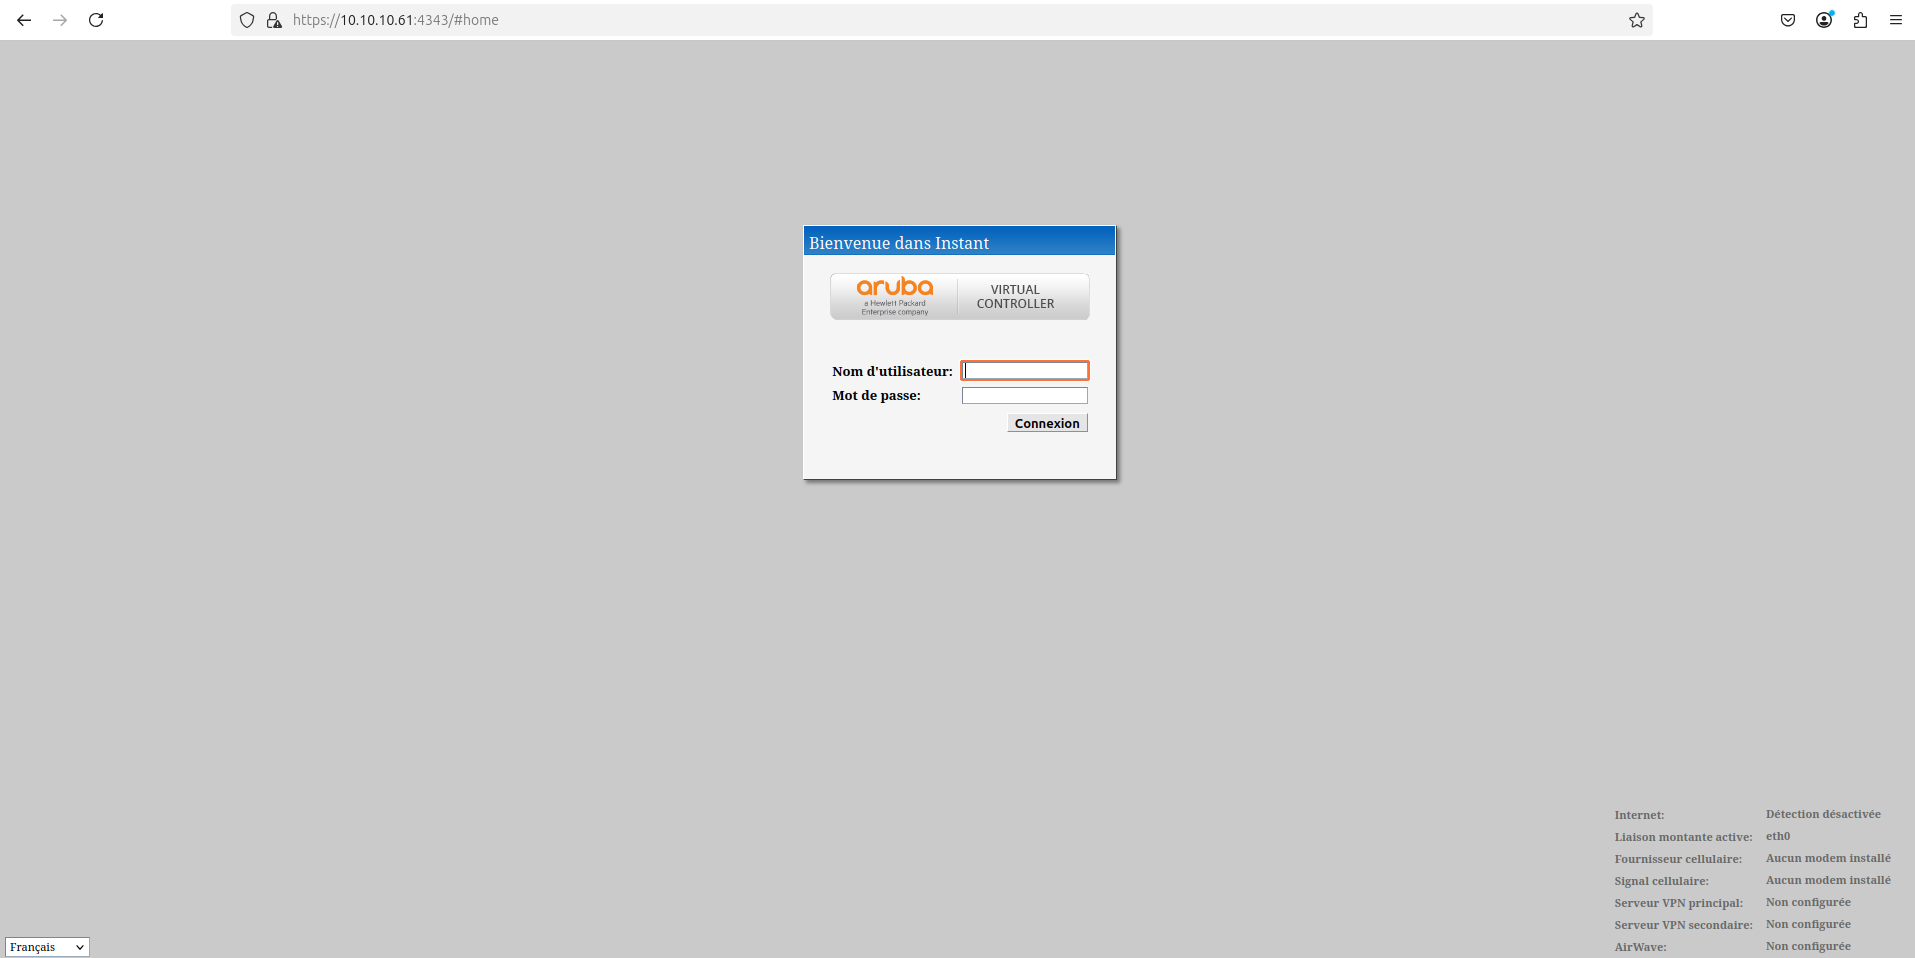 https://10.10.10.61:4343/#home
Bienvenue dans Instant
aruba
a Hewlett Packard
Enterprise company
VIRTUAL
CONTROLLER
Nom d'utilisateur:
Mot de passe:
Connexion
Internet: Détection désactivée
Liaison montante active: eth0
Fournisseur cellulaire: Aucun modem installé
Signal cellulaire: Aucun modem installé
Serveur VPN principal: Non configurée
Serveur VPN secondaire: Non configurée
AirWave: Non configurée
Français